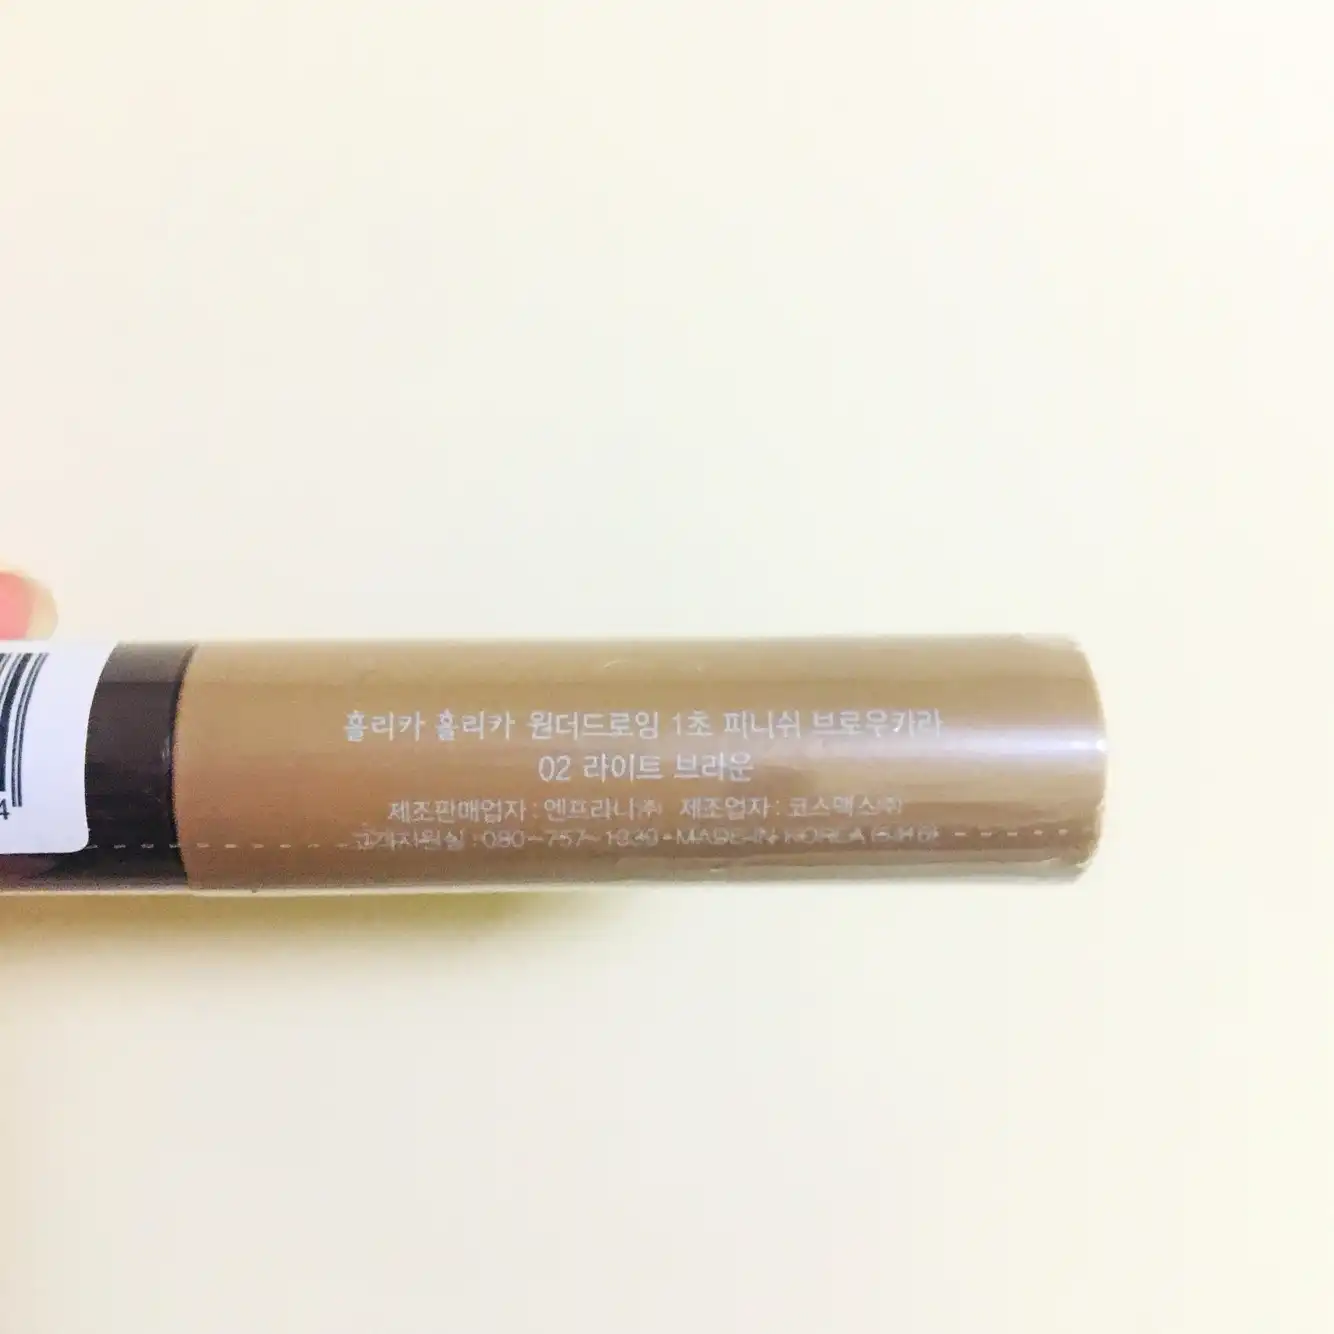 홀리카 홀리카 원더드로잉 1초 피니쉬 브로우카라
02 라이트 브라운
제조판매업자 : 엔프라니㈜ 제조업자 : 코스맥스㈜
고객지원실 : 080-757-1030 • MADE IN KOREA
4